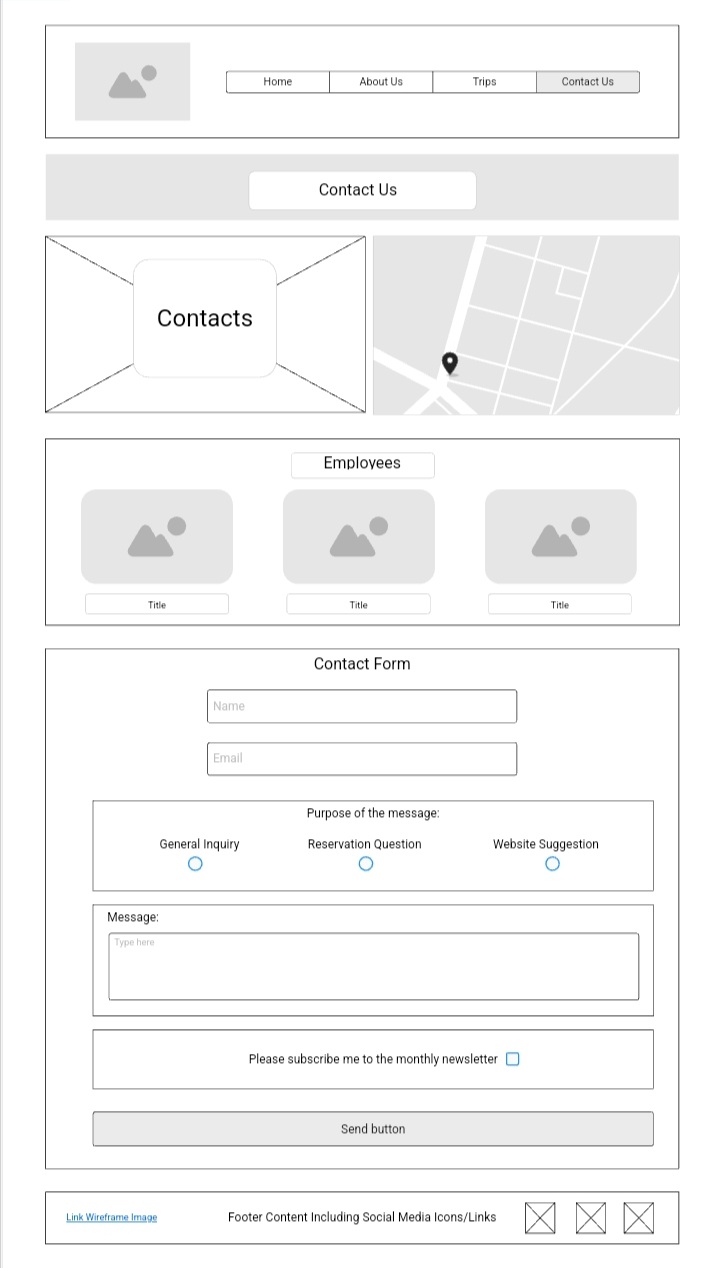 Home
About Us
Trips
Contact Us
Contact Us
Contacts
Employees
Title
Title
Title
Contact Form
Name
Email
Purpose of the message:
General Inquiry
Reservation Question
Website Suggestion
Message:
Type here
Please subscribe me to the monthly newsletter
Send button
Link Wireframe Image
Footer Content Including Social Media Icons/Links